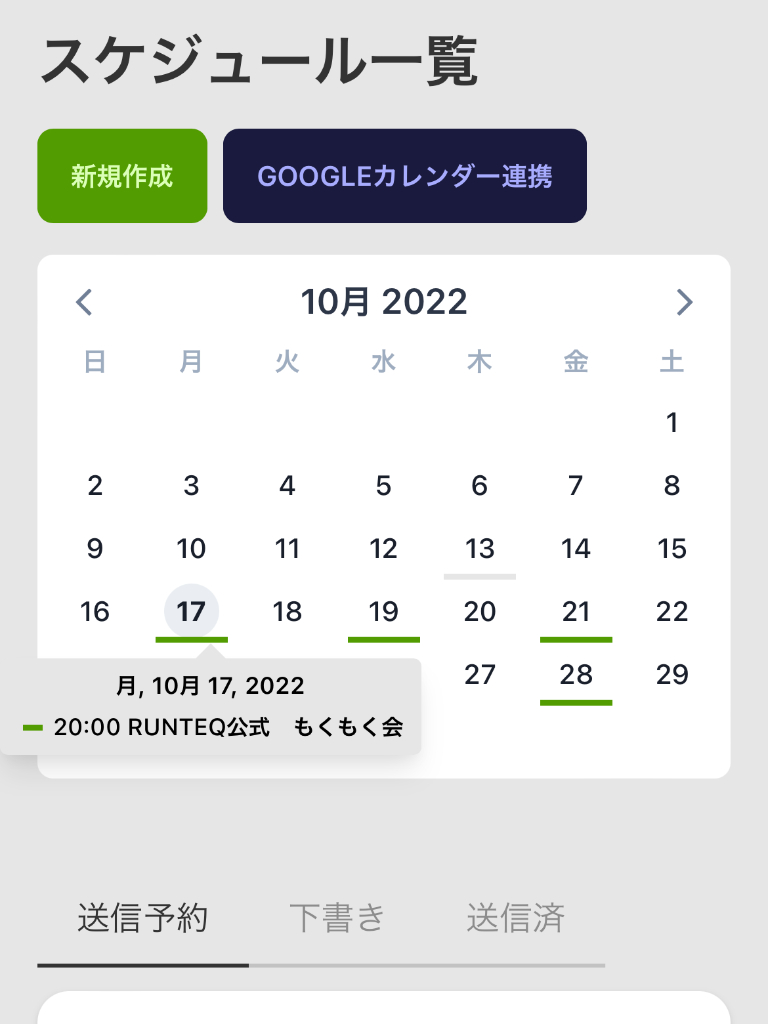 スケジュール一覧
新規作成
GOOGLEカレンダー連携
10月 2022
日 月 火 水 木 金 土
1
2 3 4 5 6 7 8
9 10 11 12 13 14 15
16 17 18 19 20 21 22
27 28 29
月, 10月 17, 2022
20:00 RUNTEQ公式　もくもく会
送信予約 下書き 送信済